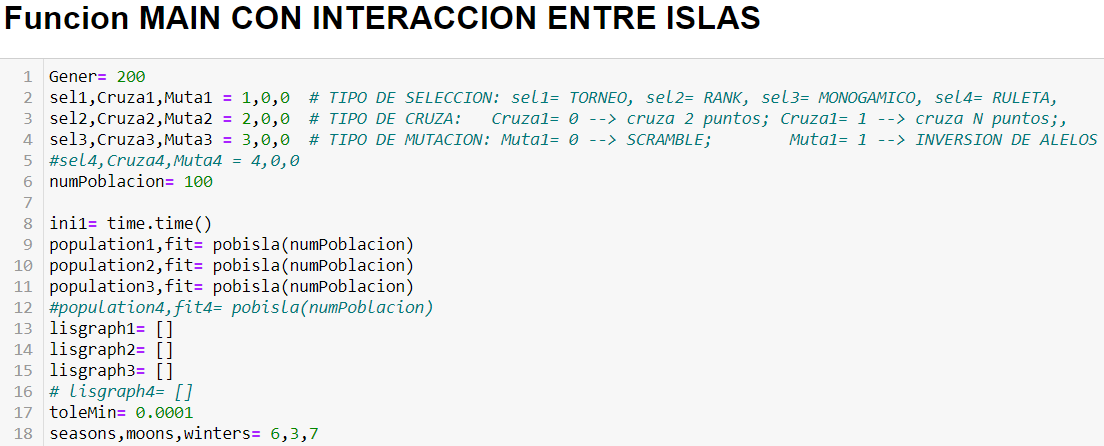 Funcion MAIN CON INTERACCION ENTRE ISLAS
1 Gener= 200
2 sel1,Cruza1,Muta1 = 1,0,0 # TIPO DE SELECCION: sel1= TORNEO, sel2= RANK, sel3= MONOGAMICO, sel4= RULETA,
3 sel2,Cruza2,Muta2 = 2,0,0 # TIPO DE CRUZA: Cruza1= 0 --> cruza 2 puntos; Cruza1= 1 --> cruza N puntos;,
4 sel3,Cruza3,Muta3 = 3,0,0 # TIPO DE MUTACION: Muta1= 0 --> SCRAMBLE; Muta1= 1 --> INVERSION DE ALELOS
5 #sel4,Cruza4,Muta4 = 4,0,0
6 numPoblacion= 100
7
8 ini1= time.time()
9 population1,fit= pobisla(numPoblacion)
10 population2,fit= pobisla(numPoblacion)
11 population3,fit= pobisla(numPoblacion)
12 #population4,fit4= pobisla(numPoblacion)
13 lisgraph1= []
14 lisgraph2= []
15 lisgraph3= []
16 # lisgraph4= []
17 toleMin= 0.0001
18 seasons,moons,winters= 6,3,7